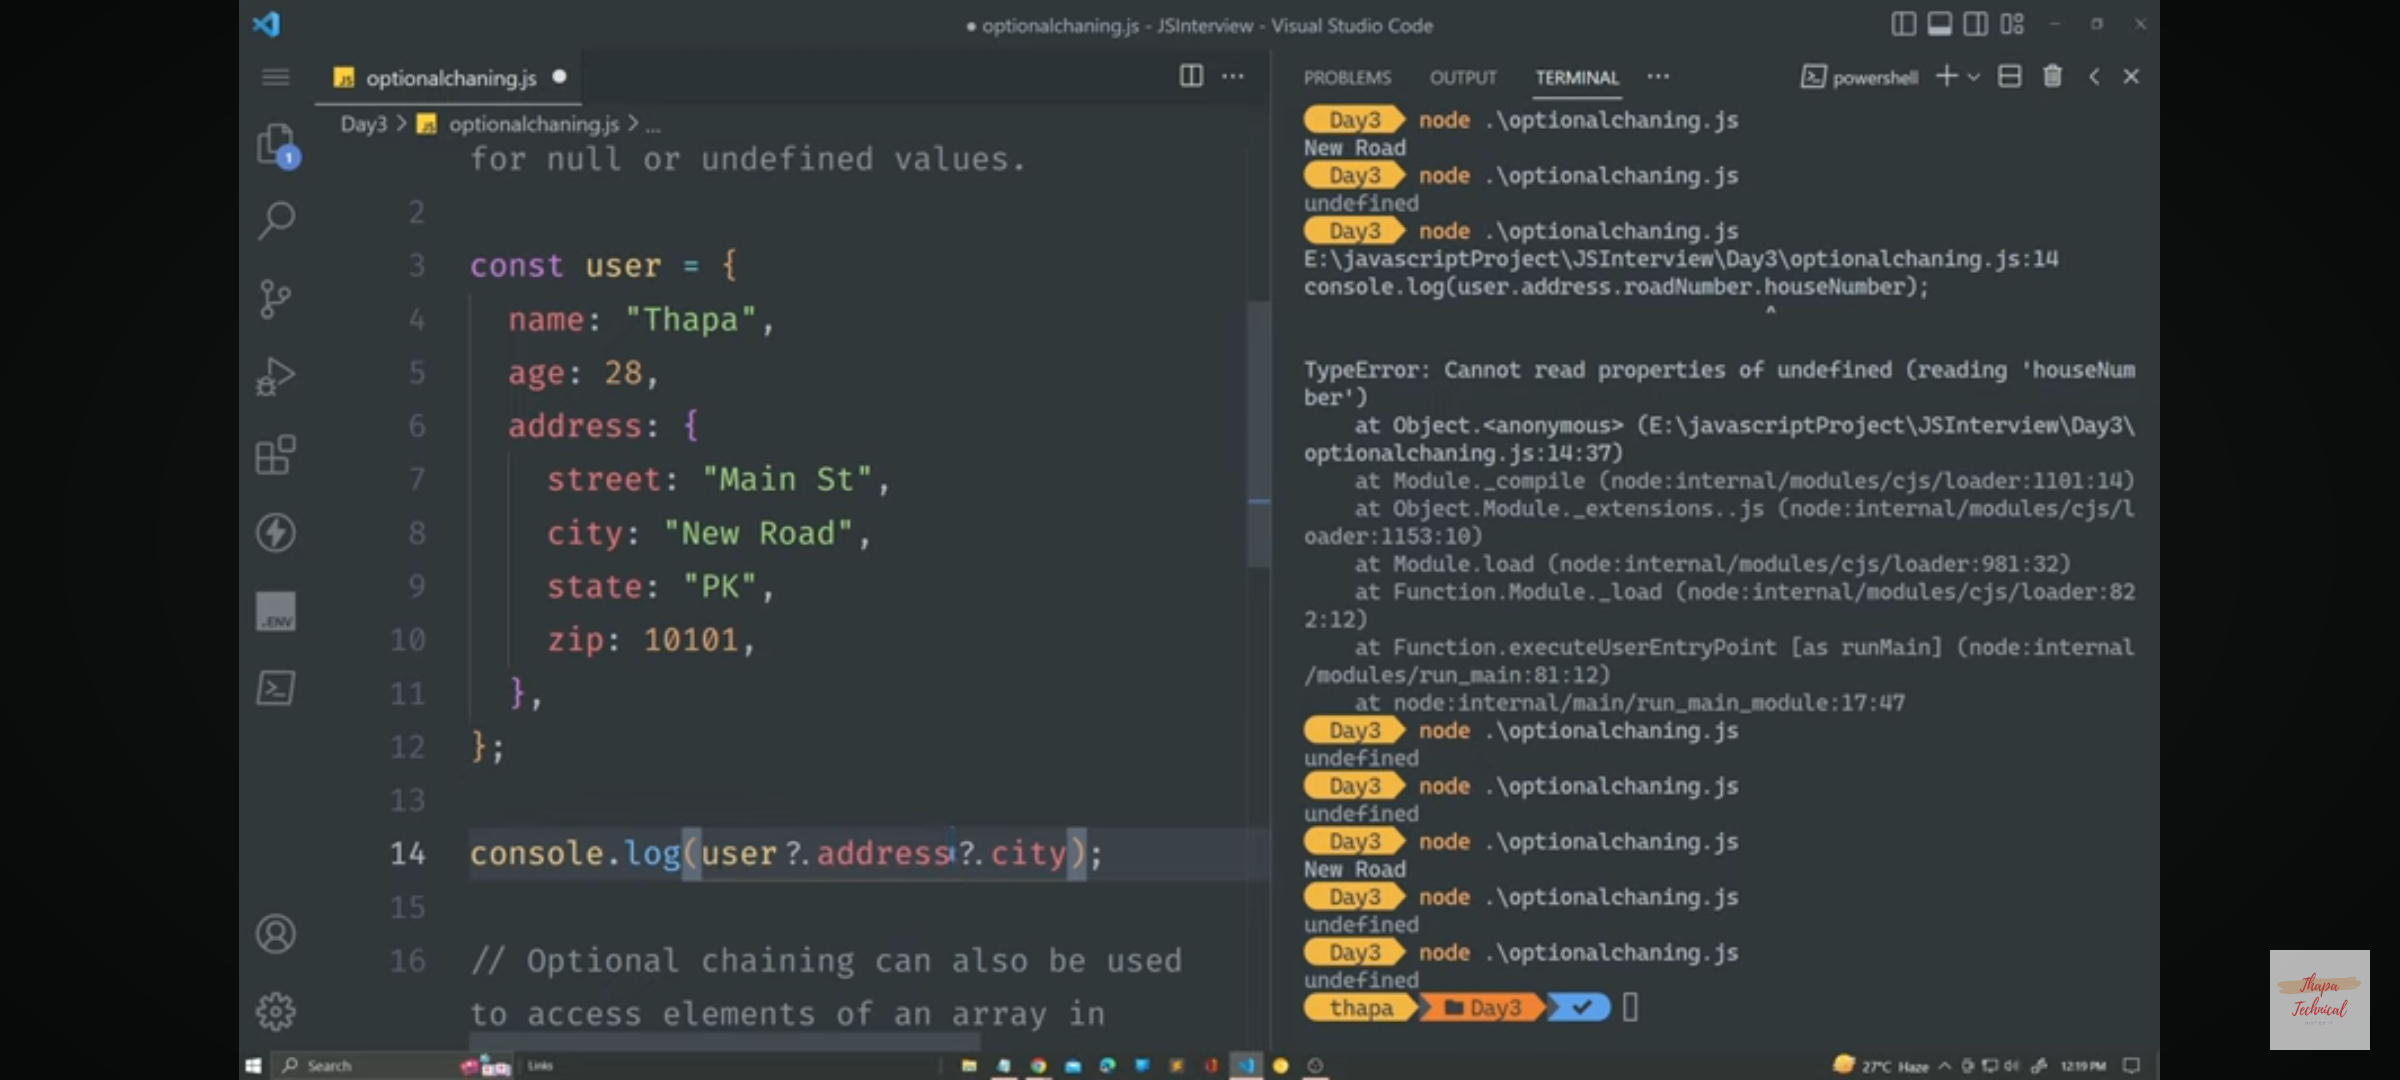 optionalchaning.js - JSInterview - Visual Studio Code
optionalchaning.js
Day3 > optionalchaning.js > ...
for null or undefined values.
2
3 const user = {
4 name: "Thapa",
5 age: 28,
6 address: {
7 street: "Main St",
8 city: "New Road",
9 state: "PK",
10 zip: 10101,
11 },
12 };
13
14 console.log(user?.address?.city);
15
16 // Optional chaining can also be used
to access elements of an array in
1
.ENV
PROBLEMS OUTPUT TERMINAL ... powershell
Day3 node .\optionalchaning.js
New Road
Day3 node .\optionalchaning.js
undefined
Day3 node .\optionalchaning.js
E:\javascriptProject\JSInterview\Day3\optionalchaning.js:14
console.log(user.address.roadNumber.houseNumber);
^
TypeError: Cannot read properties of undefined (reading 'houseNum
ber')
at Object.<anonymous> (E:\javascriptProject\JSInterview\Day3\
optionalchaning.js:14:37)
at Module._compile (node:internal/modules/cjs/loader:1101:14)
at Object.Module._extensions..js (node:internal/modules/cjs/l
oader:1153:10)
at Module.load (node:internal/modules/cjs/loader:981:32)
at Function.Module._load (node:internal/modules/cjs/loader:82
2:12)
at Function.executeUserEntryPoint [as runMain] (node:internal
/modules/run_main:81:12)
at node:internal/main/run_main_module:17:47
Day3 node .\optionalchaning.js
undefined
Day3 node .\optionalchaning.js
undefined
Day3 node .\optionalchaning.js
New Road
Day3 node .\optionalchaning.js
undefined
Day3 node .\optionalchaning.js
undefined
thapa Day3
Thapa
Technical
Search
Links
27°C Haze
12:19 PM